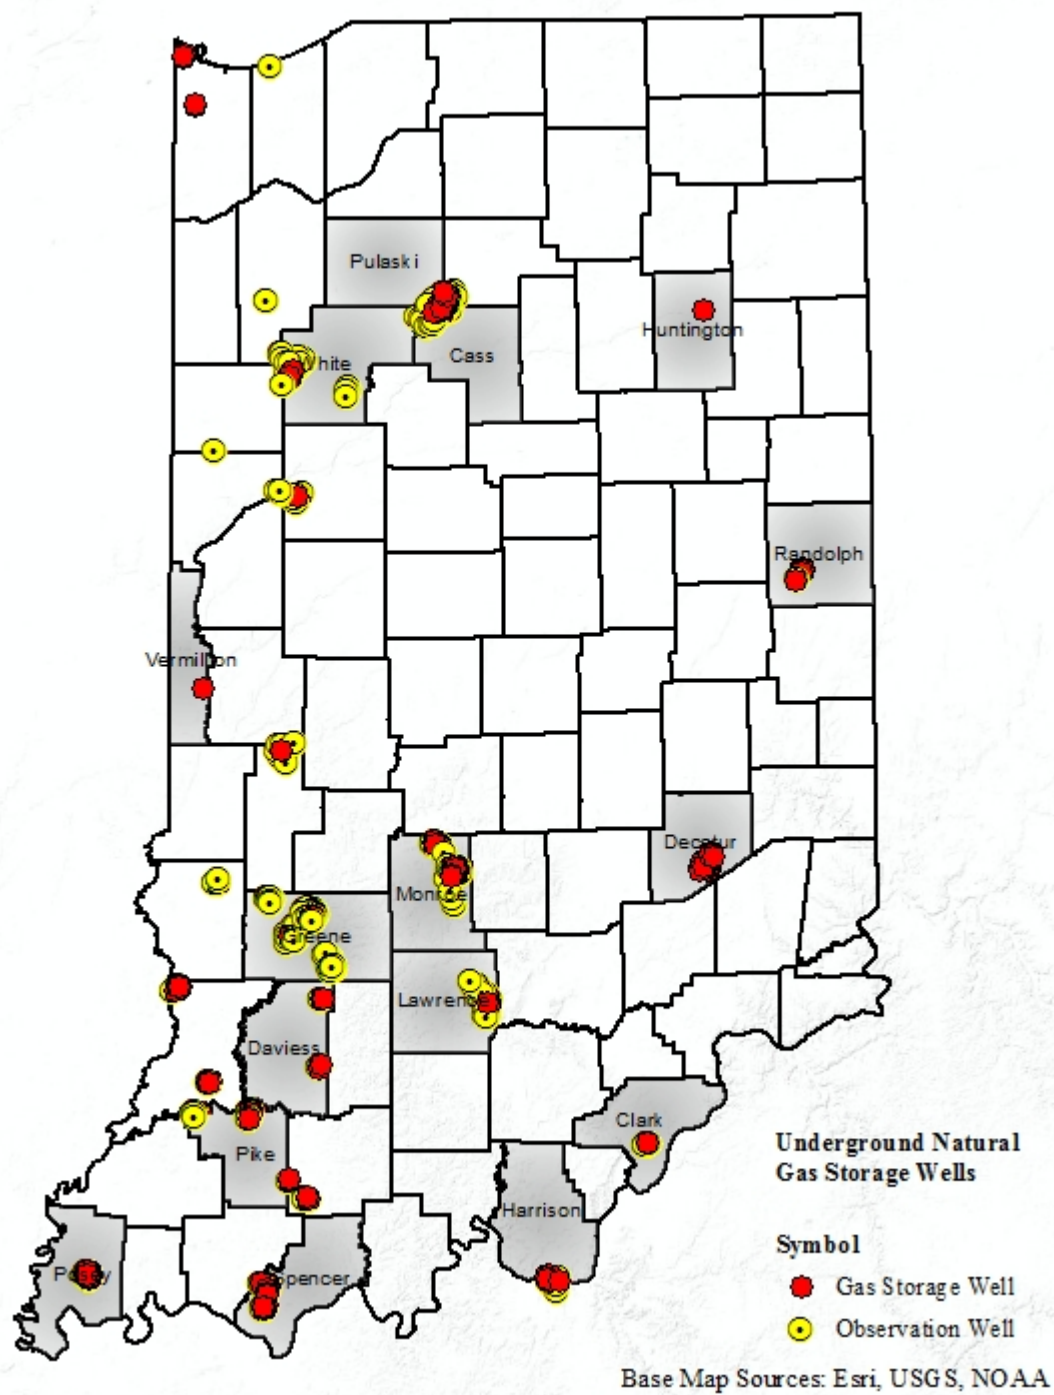 Pulaski
Huntington
White
Cass
Randolph
Vermillion
Decatur
Monroe
Greene
Lawrence
Daviess
Clark
Pike
Harrison
Posey
Spencer
Underground Natural
Gas Storage Wells
Symbol
Gas Storage Well
Observation Well
Base Map Sources: Esri, USGS, NOAA